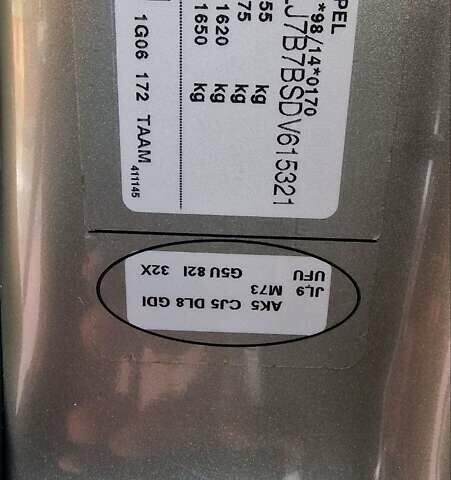 PEL
*98/14*0170
J7B7BSDV615321
55 kg
75 kg
1620 kg
1650 kg
1G06 172 TAAM
411145
AK5 CJ5 DL8 GDI
JL9 M73
UFU G5U 82I 32X